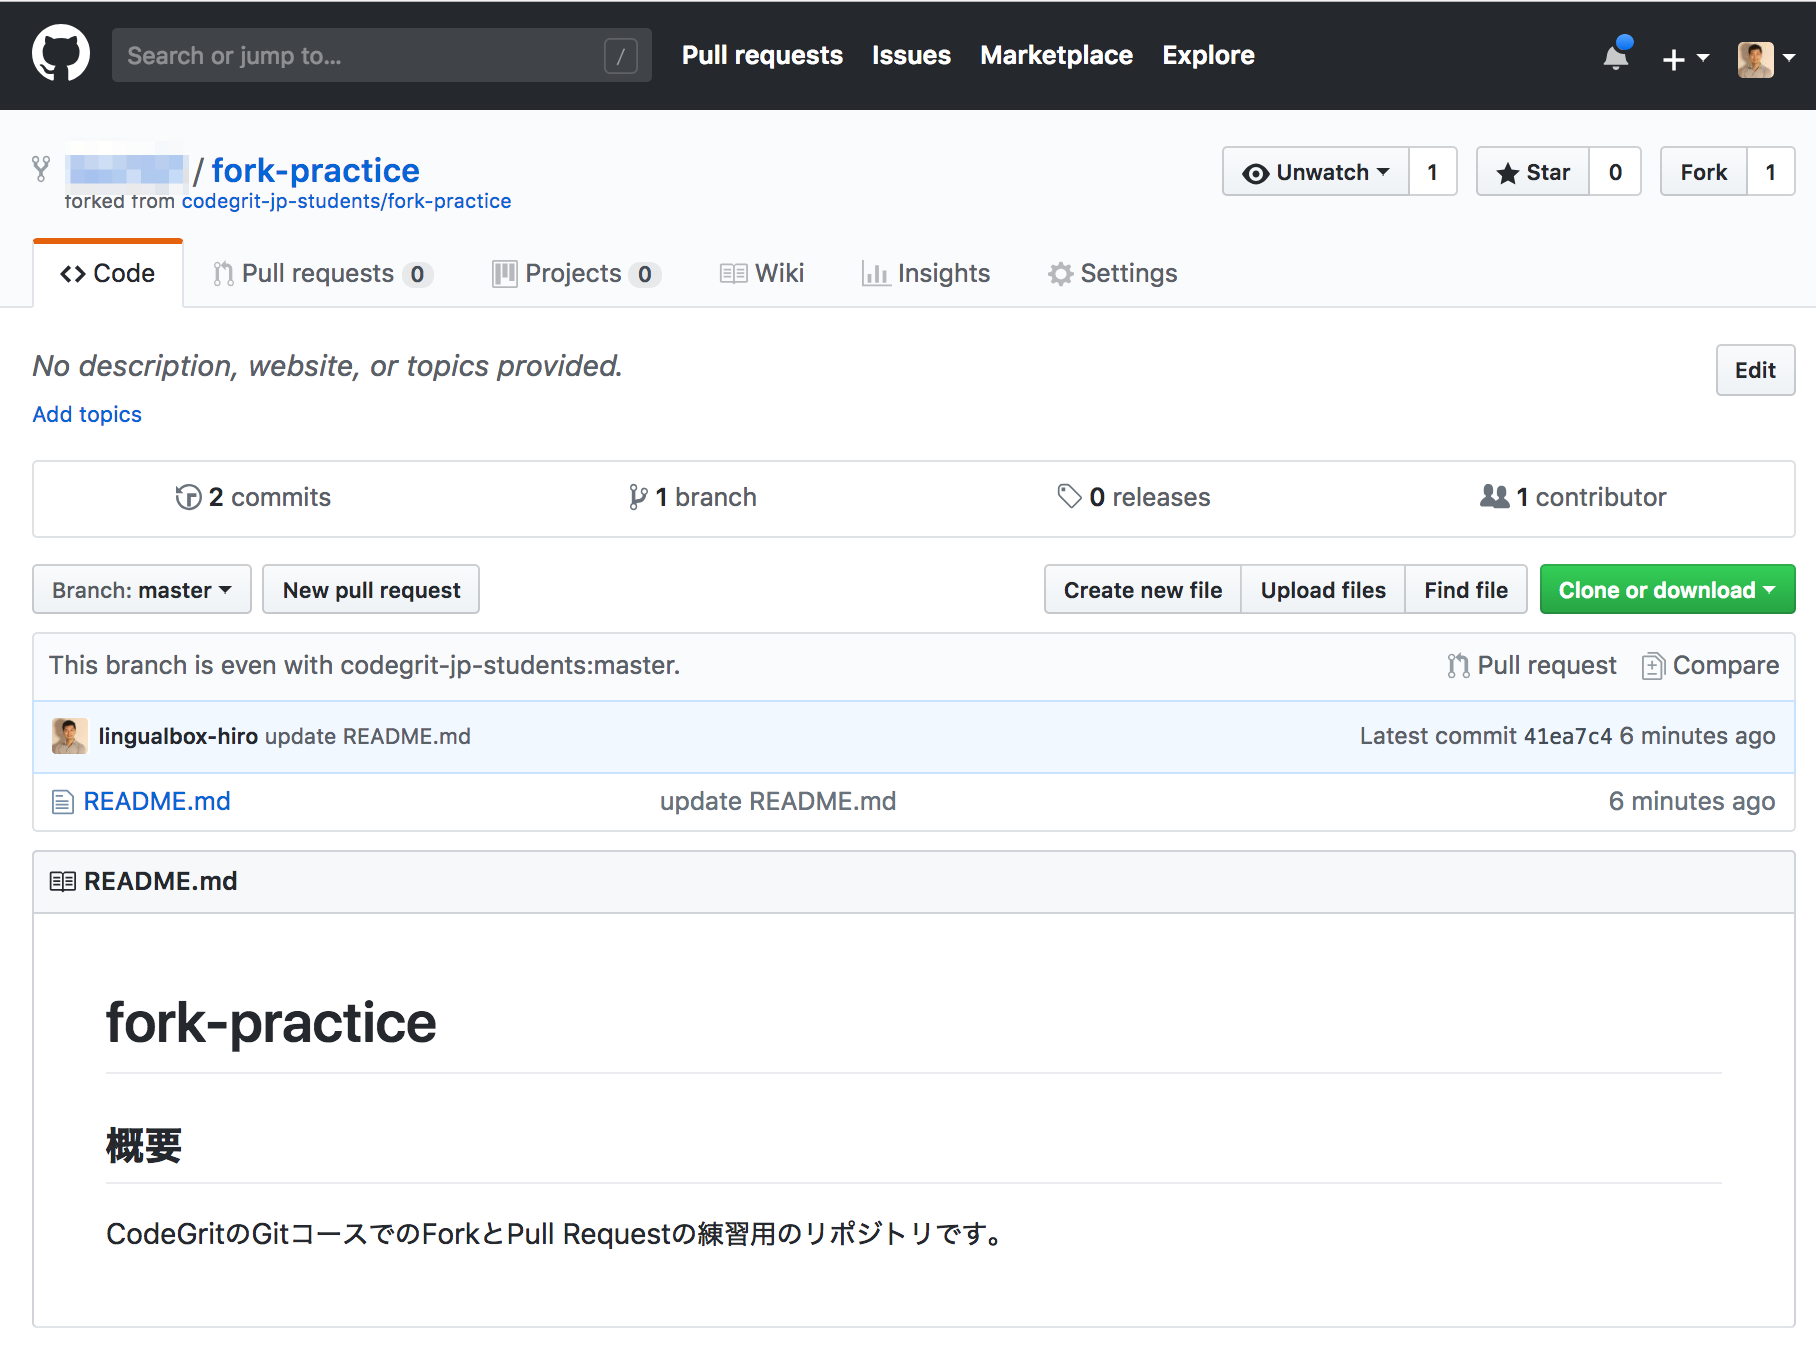 Search or jump to... / Pull requests Issues Marketplace Explore
/ fork-practice Unwatch 1 Star 0 Fork 1
forked from codegrit-jp-students/fork-practice
Code Pull requests 0 Projects 0 Wiki Insights Settings
No description, website, or topics provided. Edit
Add topics
2 commits 1 branch 0 releases 1 contributor
Branch: master New pull request Create new file Upload files Find file Clone or download
This branch is even with codegrit-jp-students:master. Pull request Compare
lingualbox-hiro update README.md Latest commit 41ea7c4 6 minutes ago
README.md update README.md 6 minutes ago
README.md
fork-practice
概要
CodeGritのGitコースでのForkとPull Requestの練習用のリポジトリです。